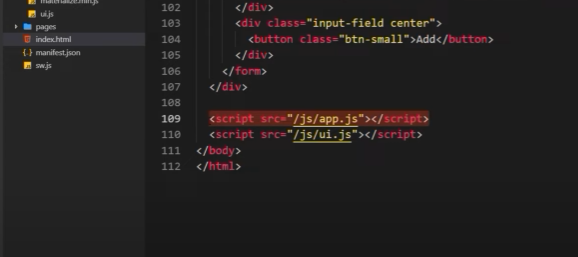 materialize.min.js
ui.js
pages
index.html
manifest.json
sw.js
102 </div>
103 <div class="input-field center">
104 <button class="btn-small">Add</button>
105 </div>
106 </form>
107 </div>
108
109 <script src="/js/app.js"></script>
110 <script src="/js/ui.js"></script>
111 </body>
112 </html>